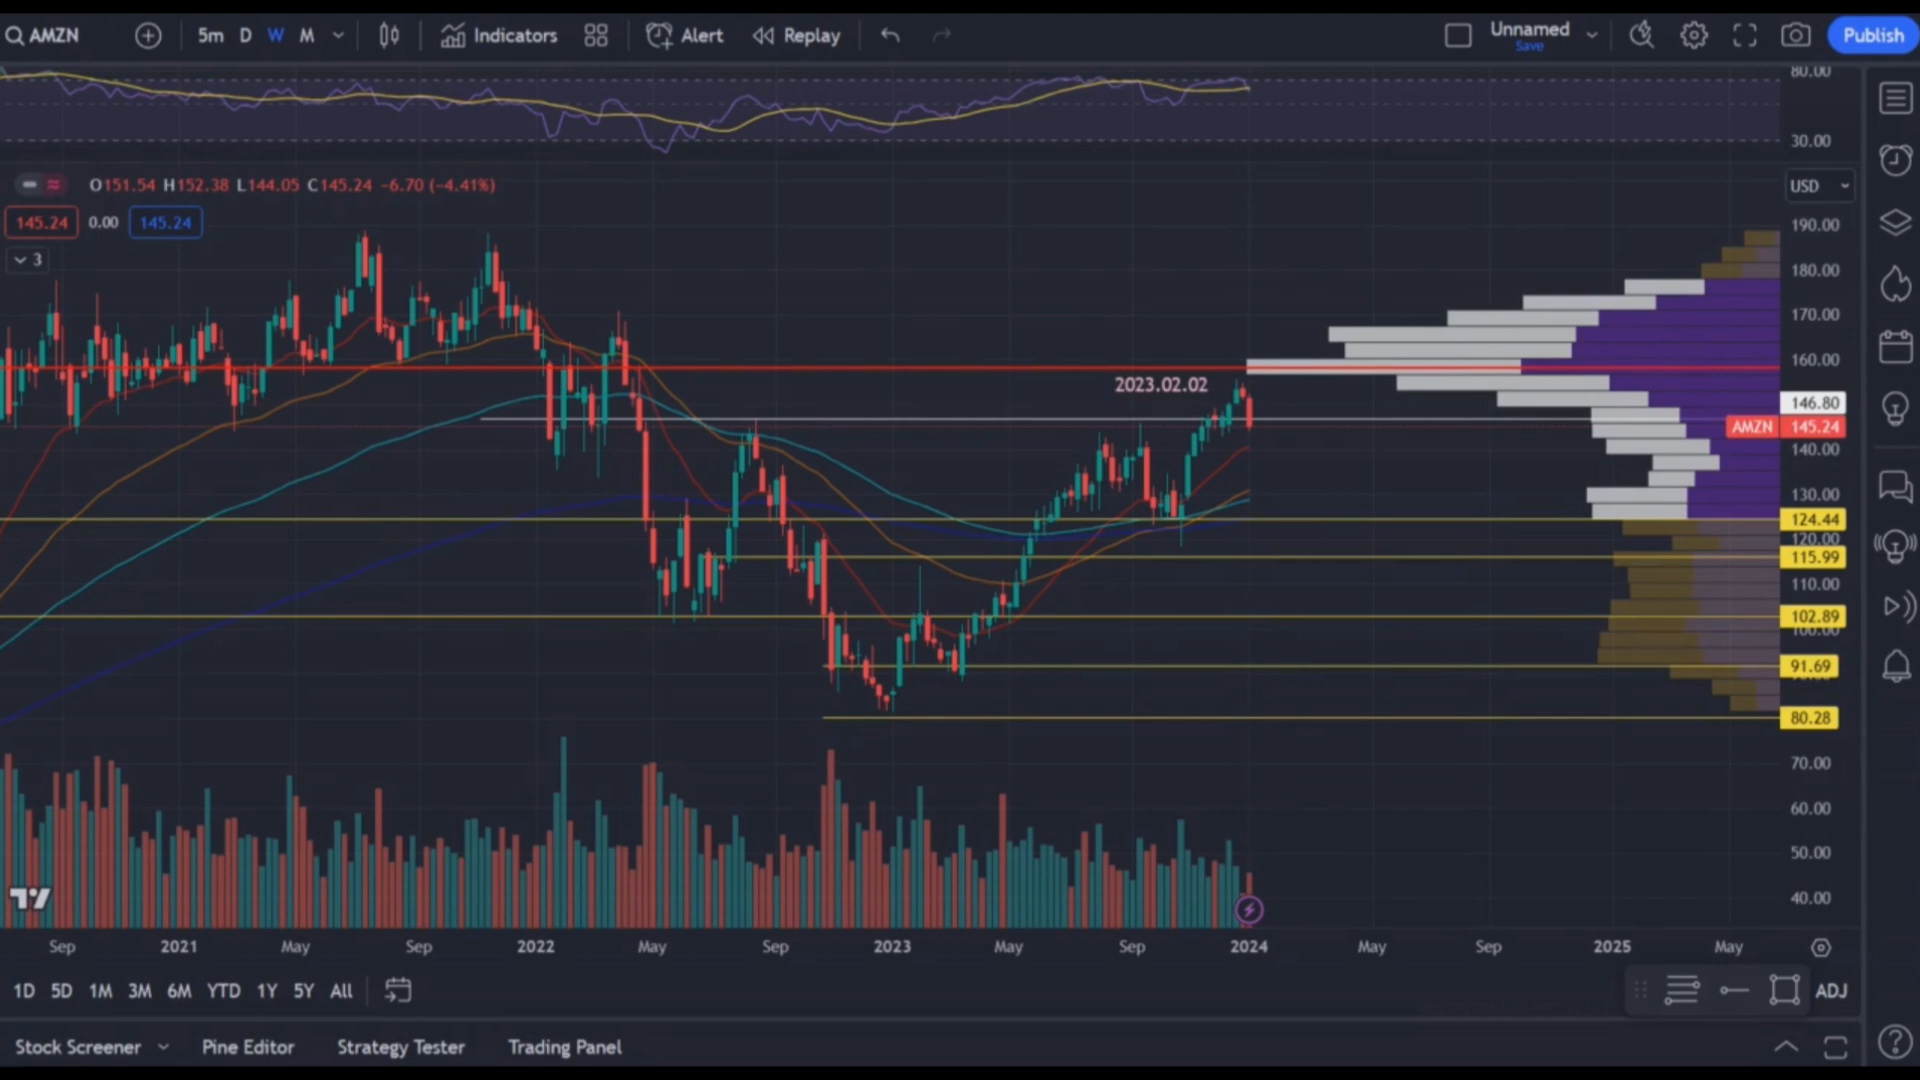 AMZN 5m D W M Indicators Alert Replay Unnamed Publish
Save
80.00
30.00
O151.54 H152.38 L144.05 C145.24 −6.70 (−4.41%)
USD
145.24 0.00 145.24
3
190.00
180.00
170.00
160.00
2023.02.02
146.80
AMZN 145.24
140.00
130.00
124.44
120.00
115.99
110.00
102.89
100.00
91.69
80.28
70.00
60.00
50.00
40.00
Sep 2021 May Sep 2022 May Sep 2023 May Sep 2024 May Sep 2025 May
1D 5D 1M 3M 6M YTD 1Y 5Y All ADJ
Stock Screener Pine Editor Strategy Tester Trading Panel